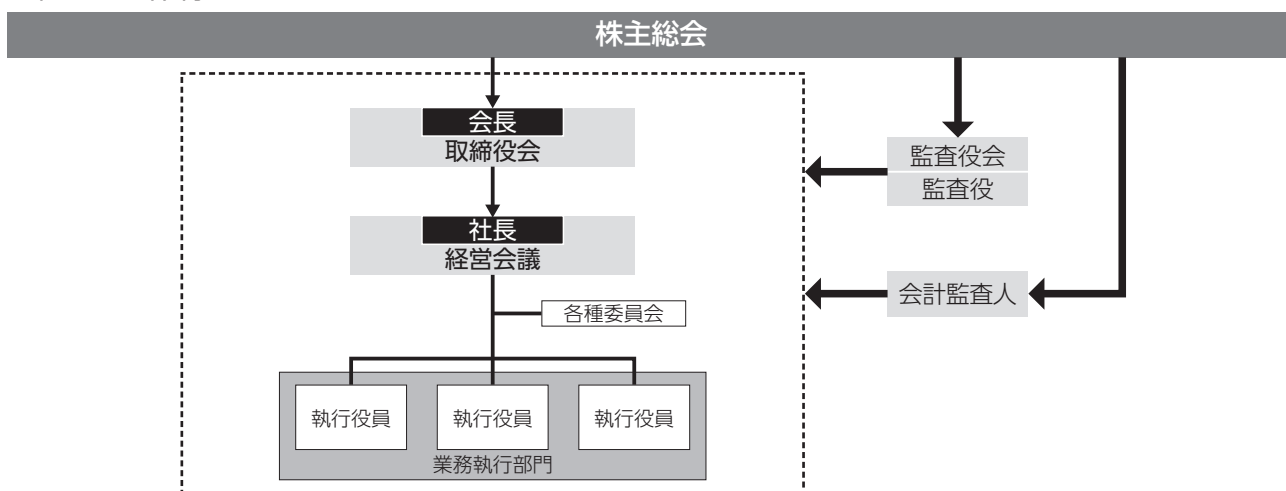 株主総会
会長
取締役会
監査役会
監査役
社長
経営会議
会計監査人
各種委員会
執行役員
執行役員
執行役員
業務執行部門